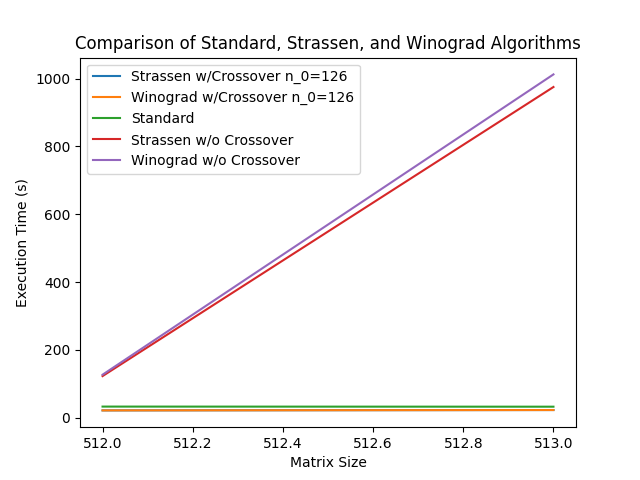 Comparison of Standard, Strassen, and Winograd Algorithms
Strassen w/Crossover n_0=126
Winograd w/Crossover n_0=126
Standard
Strassen w/o Crossover
Winograd w/o Crossover
Execution Time (s)
1000
800
600
400
200
0
512.0 512.2 512.4 512.6 512.8 513.0
Matrix Size